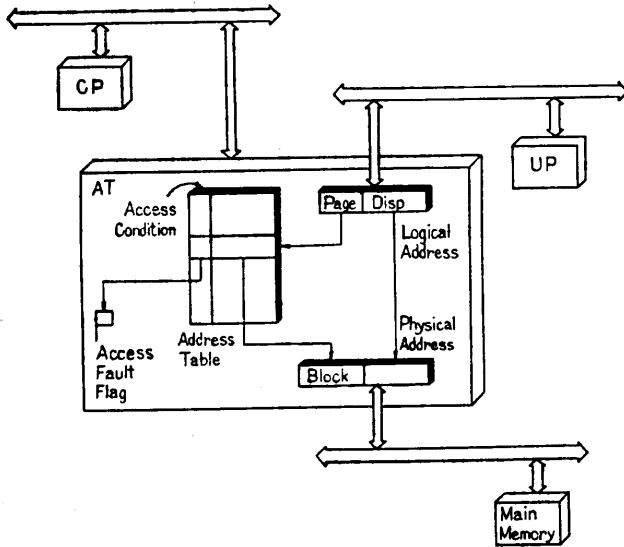 CP
UP
AT
Access
Condition
Page Disp
Logical
Address
Physical
Address
Address
Table
Access
Fault
Flag
Block
Main
Memory